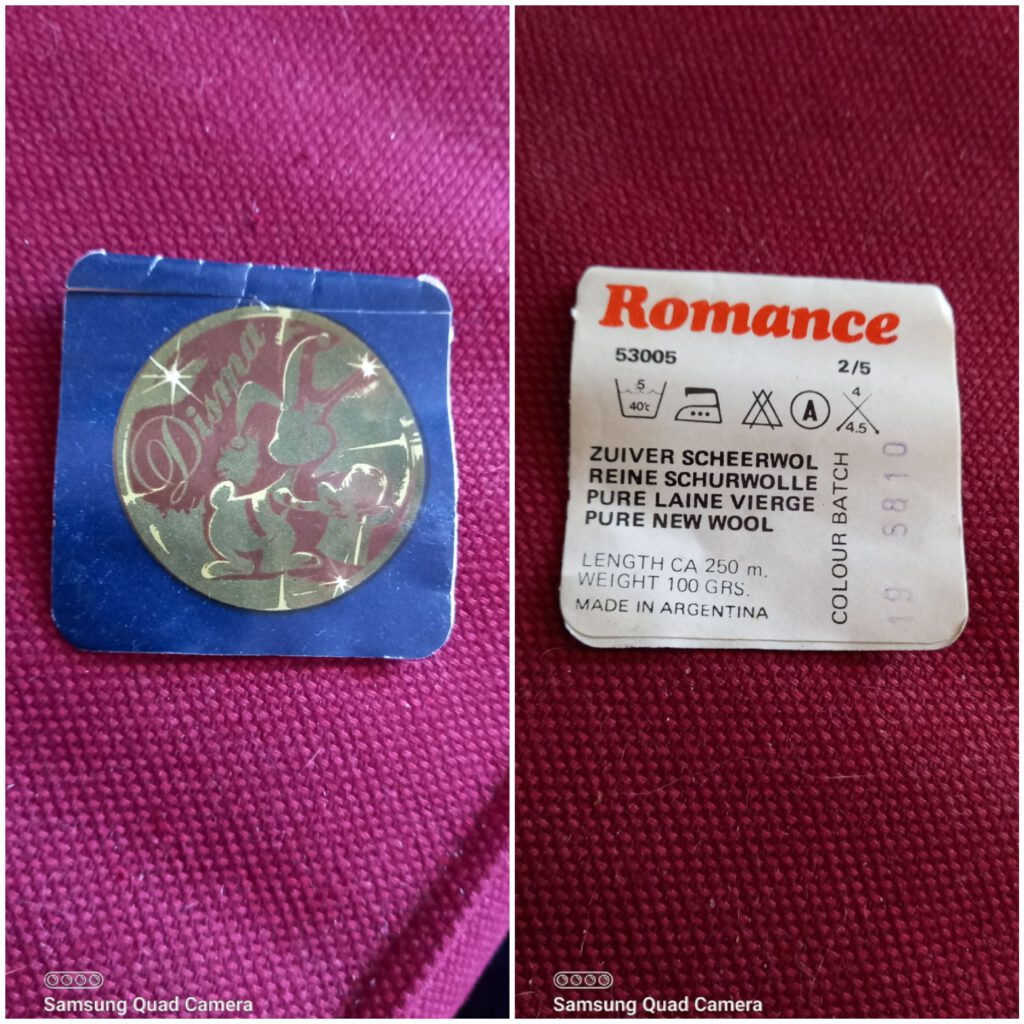 Disma
Samsung Quad Camera
Romance
53005
2/5
5
40℃
A
4
4.5
ZUIVER SCHEERWOL
REINE SCHURWOLLE
PURE LAINE VIERGE
PURE NEW WOOL
LENGTH CA 250 m.
WEIGHT 100 GRS.
MADE IN ARGENTINA
COLOUR BATCH
19 5810
Samsung Quad Camera